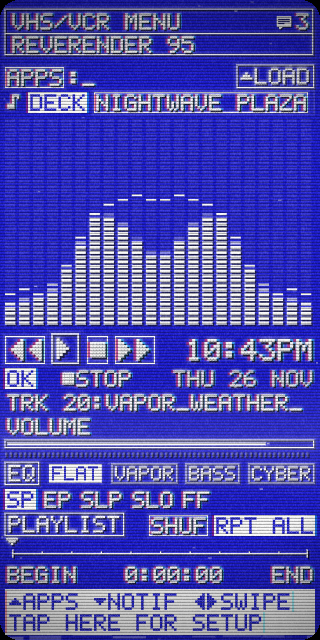 VHS/VCR MENU 3
REVERENDER 95
APPS:_ LOAD
DECK NIGHTWAVE PLAZA
10:43PM
OK STOP THU 26 NOV
TRK 20:VAPOR_WEATHER_
VOLUME
EQ FLAT VAPOR BASS CYBER
SP EP SLP SLO FF
PLAYLIST SHUF RPT ALL
BEGIN 0:00:00 END
APPS NOTIF SWIPE
TAP HERE FOR SETUP